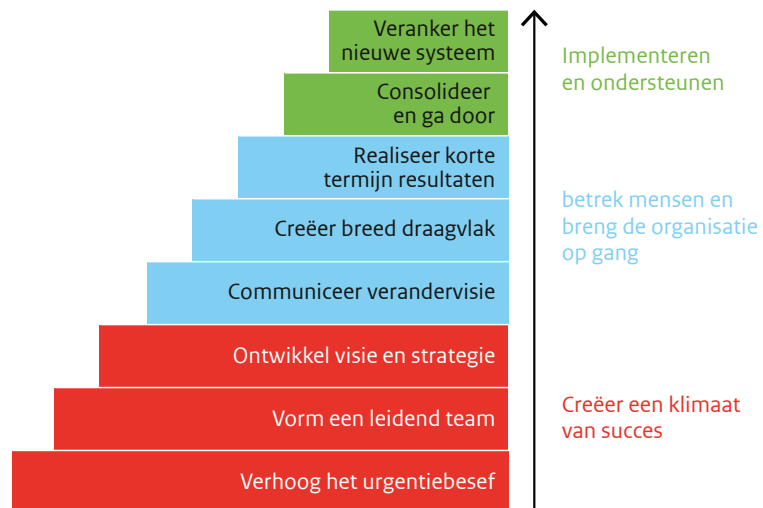 Veranker het
nieuwe systeem
Consolideer
en ga door
Realiseer korte
termijn resultaten
Creëer breed draagvlak
Communiceer verandervisie
Ontwikkel visie en strategie
Vorm een leidend team
Verhoog het urgentiebesef
Implementeren
en ondersteunen
betrek mensen en
breng de organisatie
op gang
Creëer een klimaat
van succes